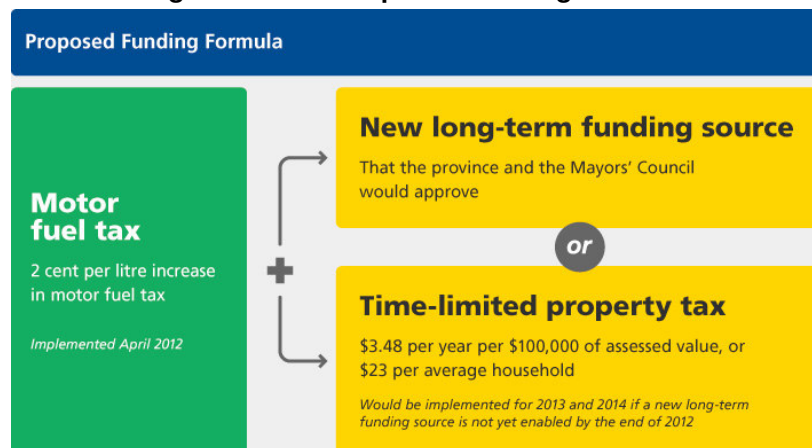 Proposed Funding Formula
Motor
fuel tax
2 cent per litre increase
in motor fuel tax
Implemented April 2012
+
New long-term funding source
That the province and the Mayors' Council
would approve
or
Time-limited property tax
$3.48 per year per $100,000 of assessed value, or
$23 per average household
Would be implemented for 2013 and 2014 if a new long-term
funding source is not yet enabled by the end of 2012